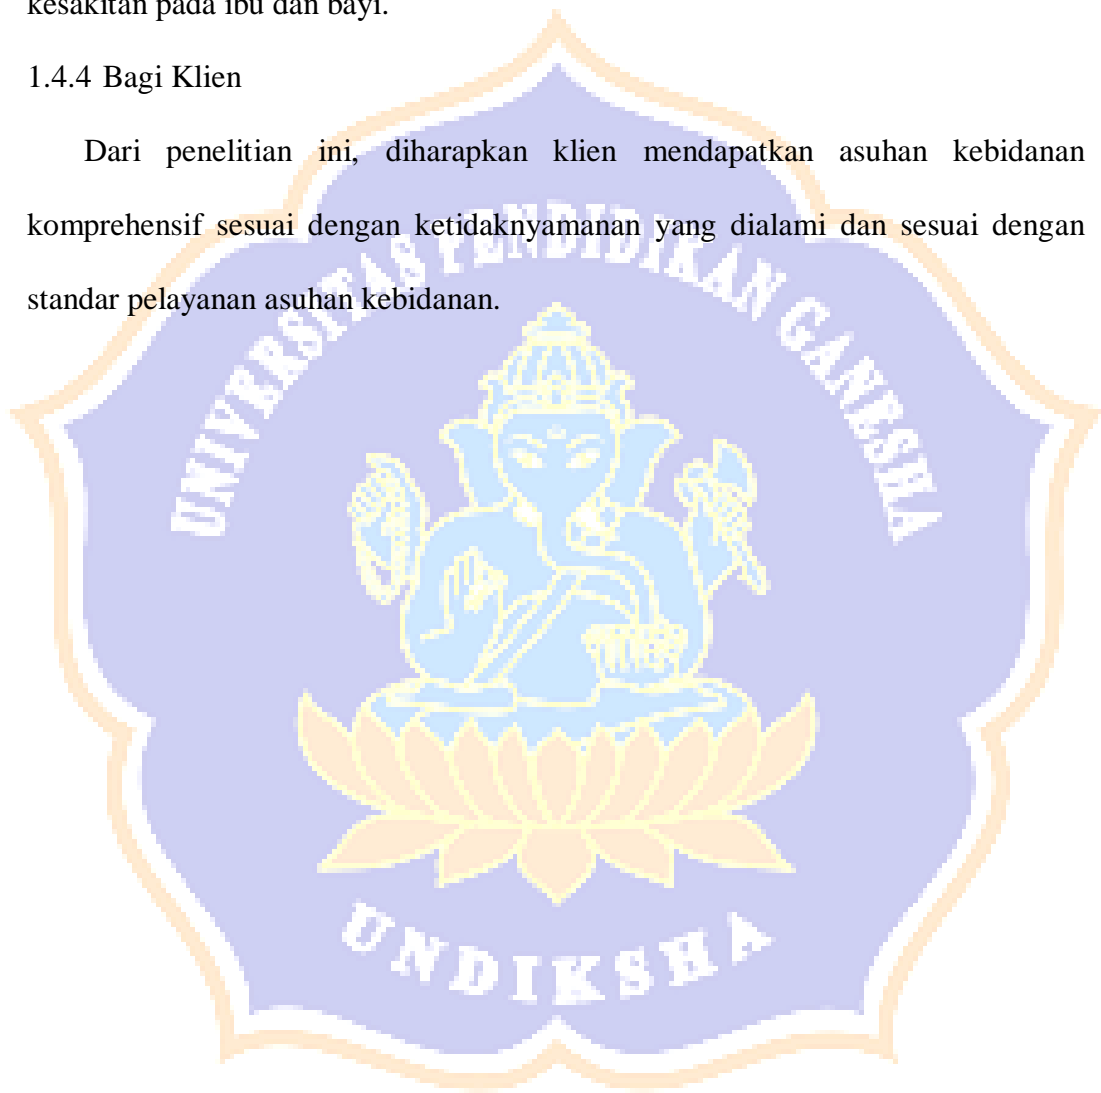 kesakitan pada ibu dan bayi.
1.4.4 Bagi Klien
Dari penelitian ini, diharapkan klien mendapatkan asuhan kebidanan
komprehensif sesuai dengan ketidaknyamanan yang dialami dan sesuai dengan
standar pelayanan asuhan kebidanan.
UNIVERSITAS PENDIDIKAN GANESHA
UNDIKSHA